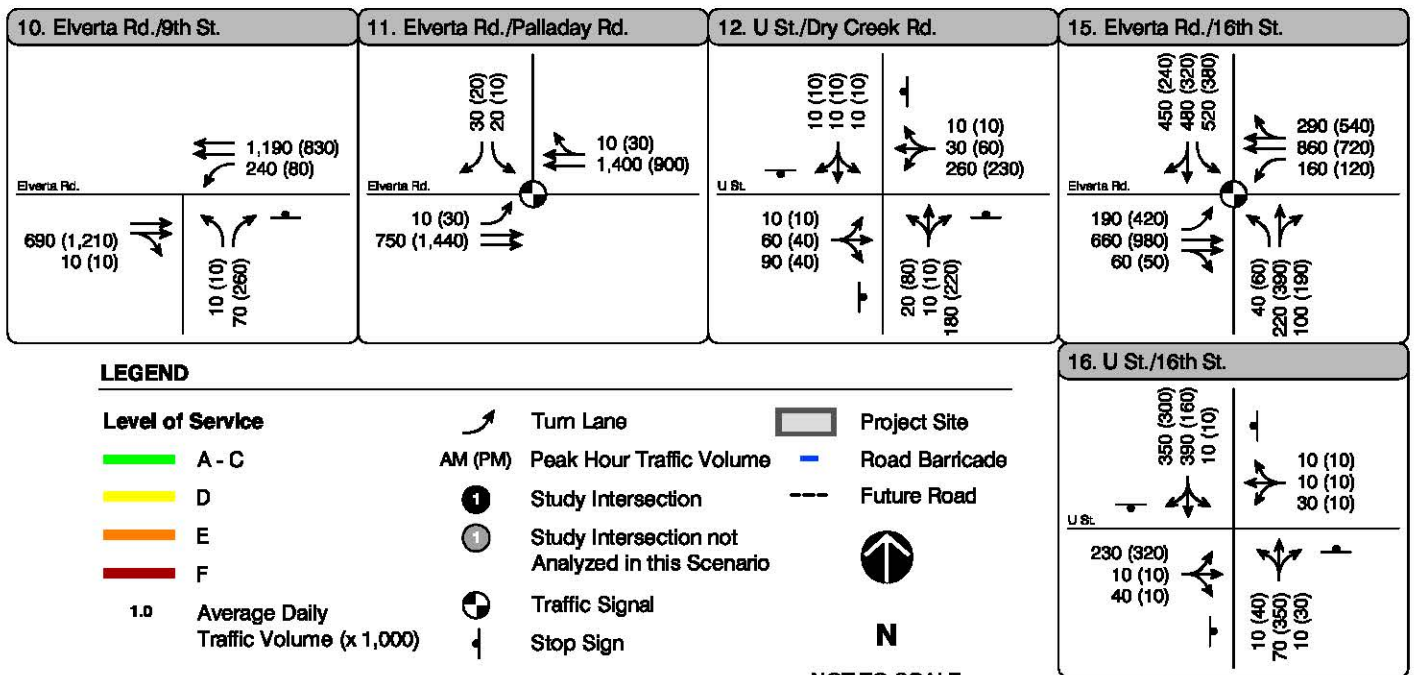 10. Elverta Rd./9th St.
1,190 (830)
240 (80)
Elverta Rd.
690 (1,210)
10 (10)
10 (10)
70 (260)
11. Elverta Rd./Palladay Rd.
30 (20)
20 (10)
10 (30)
1,400 (900)
Elverta Rd.
10 (30)
750 (1,440)
12. U St./Dry Creek Rd.
10 (10)
10 (10)
10 (10)
10 (10)
30 (60)
260 (230)
U St.
10 (10)
60 (40)
90 (40)
20 (80)
10 (10)
180 (220)
15. Elverta Rd./16th St.
450 (240)
480 (320)
520 (380)
290 (540)
860 (720)
160 (120)
Elverta Rd.
190 (420)
660 (980)
60 (50)
40 (60)
220 (390)
100 (190)
16. U St./16th St.
350 (300)
390 (160)
10 (10)
10 (10)
10 (10)
30 (10)
U St.
230 (320)
10 (10)
40 (10)
10 (40)
70 (350)
10 (30)
LEGEND
Level of Service
A - C
D
E
F
1.0 Average Daily
Traffic Volume (x 1,000)
Turn Lane
AM (PM) Peak Hour Traffic Volume
1 Study Intersection
1 Study Intersection not
Analyzed in this Scenario
Traffic Signal
Stop Sign
Project Site
Road Barricade
Future Road
N
NOT TO SCALE